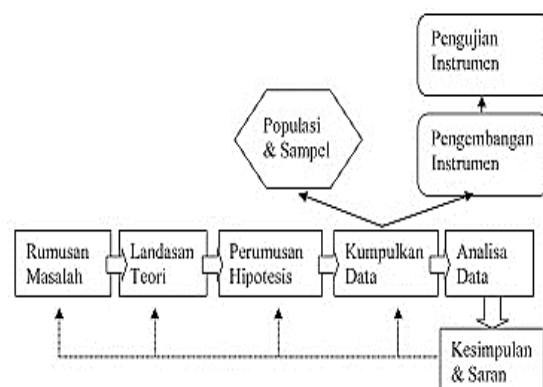 Pengujian
Instrumen
Populasi
& Sampel
Pengembangan
Instrumen
Rumusan
Masalah
Landasan
Teori
Perumusan
Hipotesis
Kumpulkan
Data
Analisa
Data
Kesimpulan
& Saran